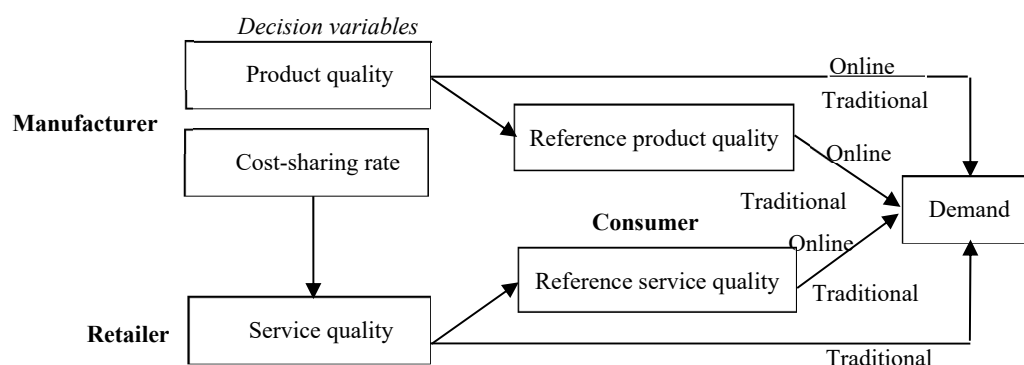 Decision variables
Product quality
Online
Traditional
Manufacturer
Reference product quality
Online
Cost-sharing rate
Traditional
Demand
Consumer
Online
Reference service quality
Traditional
Retailer
Service quality
Traditional